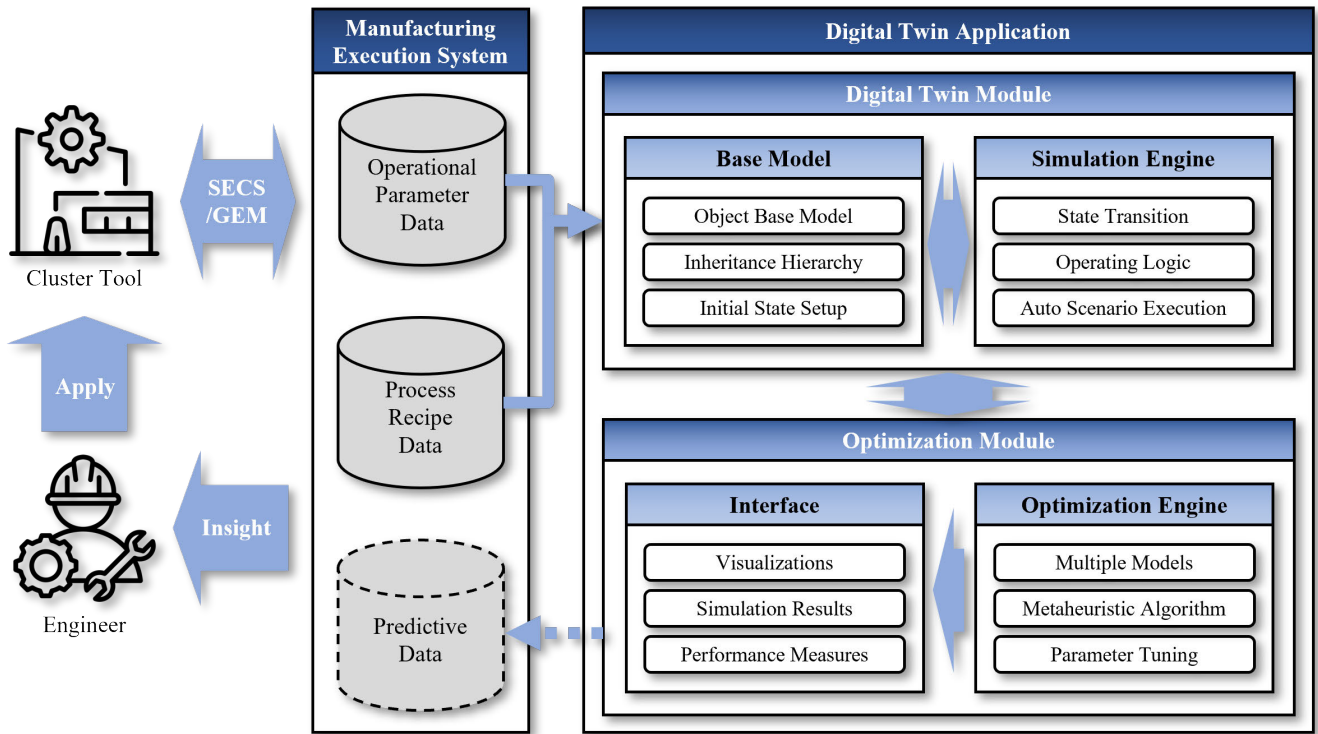 Manufacturing
Execution System
Digital Twin Application
Digital Twin Module
Base Model
Object Base Model
Inheritance Hierarchy
Initial State Setup
Simulation Engine
State Transition
Operating Logic
Auto Scenario Execution
Operational
Parameter
Data
SECS
/GEM
Cluster Tool
Process
Recipe
Data
Apply
Optimization Module
Interface
Visualizations
Simulation Results
Performance Measures
Optimization Engine
Multiple Models
Metaheuristic Algorithm
Parameter Tuning
Insight
Engineer
Predictive
Data